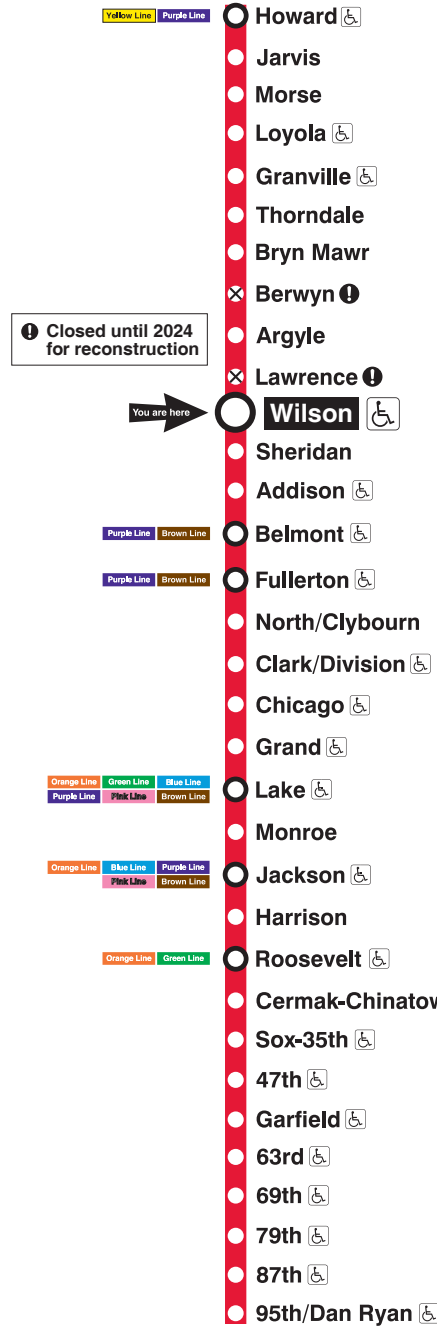 Yellow Line Purple Line Howard
Jarvis
Morse
Loyola
Granville
Thorndale
Bryn Mawr
Berwyn !
! Closed until 2024
for reconstruction
Argyle
Lawrence !
You are here Wilson
Sheridan
Addison
Purple Line Brown Line Belmont
Purple Line Brown Line Fullerton
North/Clybourn
Clark/Division
Chicago
Grand
Orange Line Green Line Blue Line
Purple Line Pink Line Brown Line
Lake
Monroe
Orange Line Blue Line Purple Line
Pink Line Brown Line
Jackson
Harrison
Orange Line Green Line Roosevelt
Cermak-Chinatow
Sox-35th
47th
Garfield
63rd
69th
79th
87th
95th/Dan Ryan